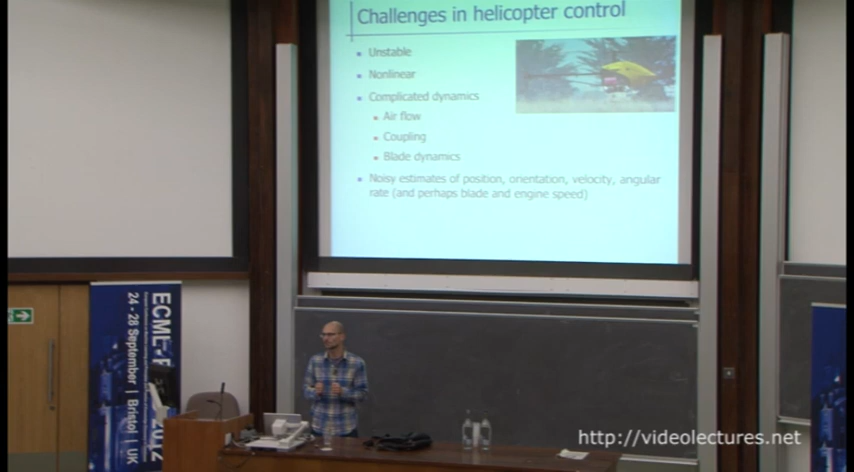 Challenges in helicopter control
Unstable
Nonlinear
Complicated dynamics
Air flow
Coupling
Blade dynamics
Noisy estimates of position, orientation, velocity, angular
rate (and perhaps blade and engine speed)
ECML-P
2012
24 - 28 September | Bristol | UK
http://videolectures.net